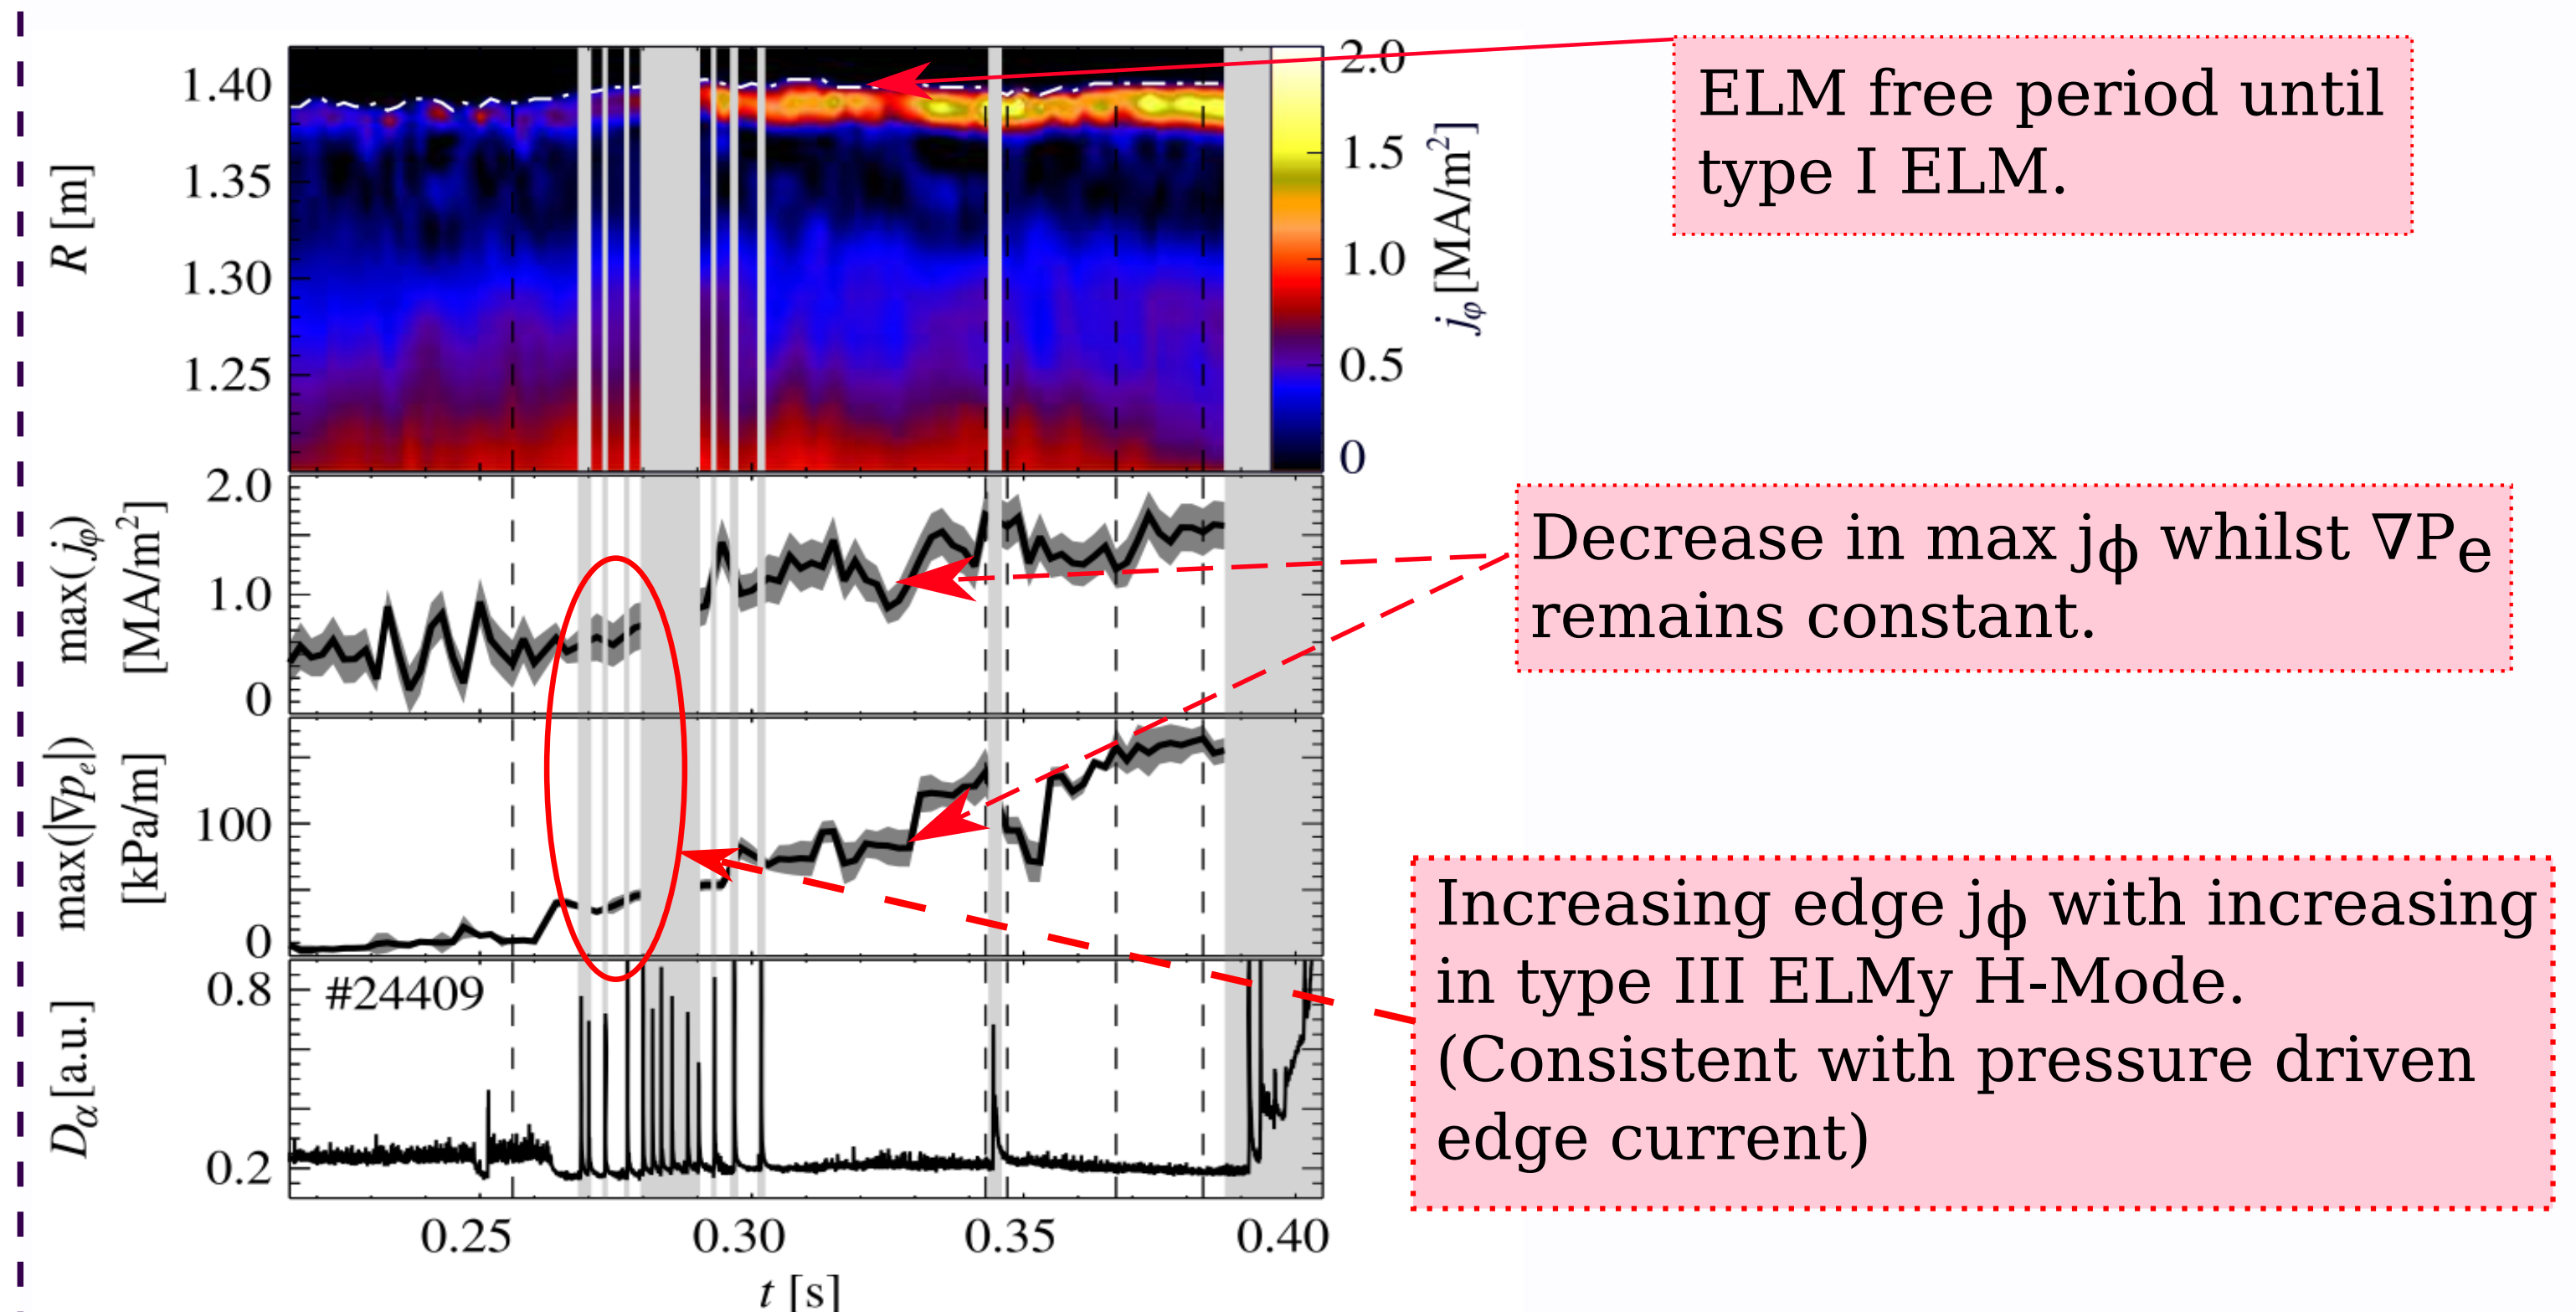 1.40
1.35
1.30
1.25
R [m]
2.0
1.5
1.0
0.5
0
jφ [MA/m²]
ELM free period until
type I ELM.
2.0
1.0
0
max(jφ)
[MA/m²]
Decrease in max jϕ whilst ∇Pe
remains constant.
100
0
max(|∇pe|)
[kPa/m]
Increasing edge jϕ with increasing
in type III ELMy H-Mode.
(Consistent with pressure driven
edge current)
#24409
0.8
0.2
Dα [a.u.]
0.25 0.30 0.35 0.40
t [s]